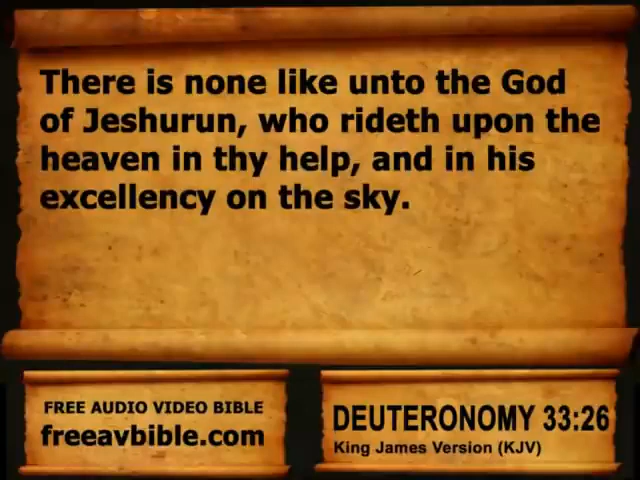 There is none like unto the God
of Jeshurun, who rideth upon the
heaven in thy help, and in his
excellency on the sky.
FREE AUDIO VIDEO BIBLE
freeavbible.com
DEUTERONOMY 33:26
King James Version (KJV)